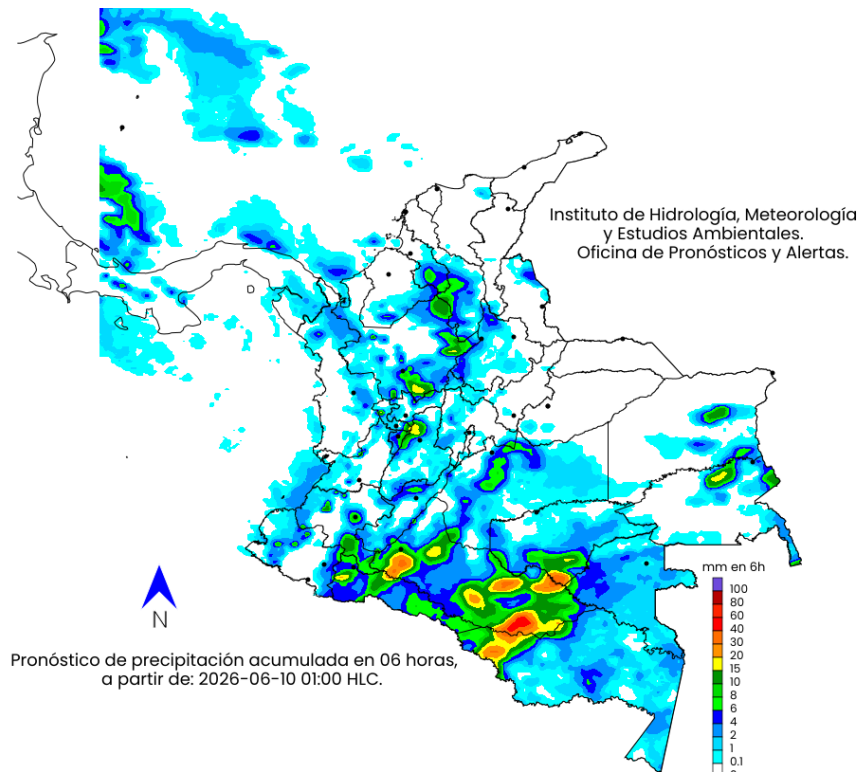 Instituto de Hidrología, Meteorología
y Estudios Ambientales.
Oficina de Pronósticos y Alertas.
N
Pronóstico de precipitación acumulada en 06 horas,
a partir de: 2026-06-10 01:00 HLC.
mm en 6h
100
80
60
40
30
20
15
10
8
6
4
2
1
0.1